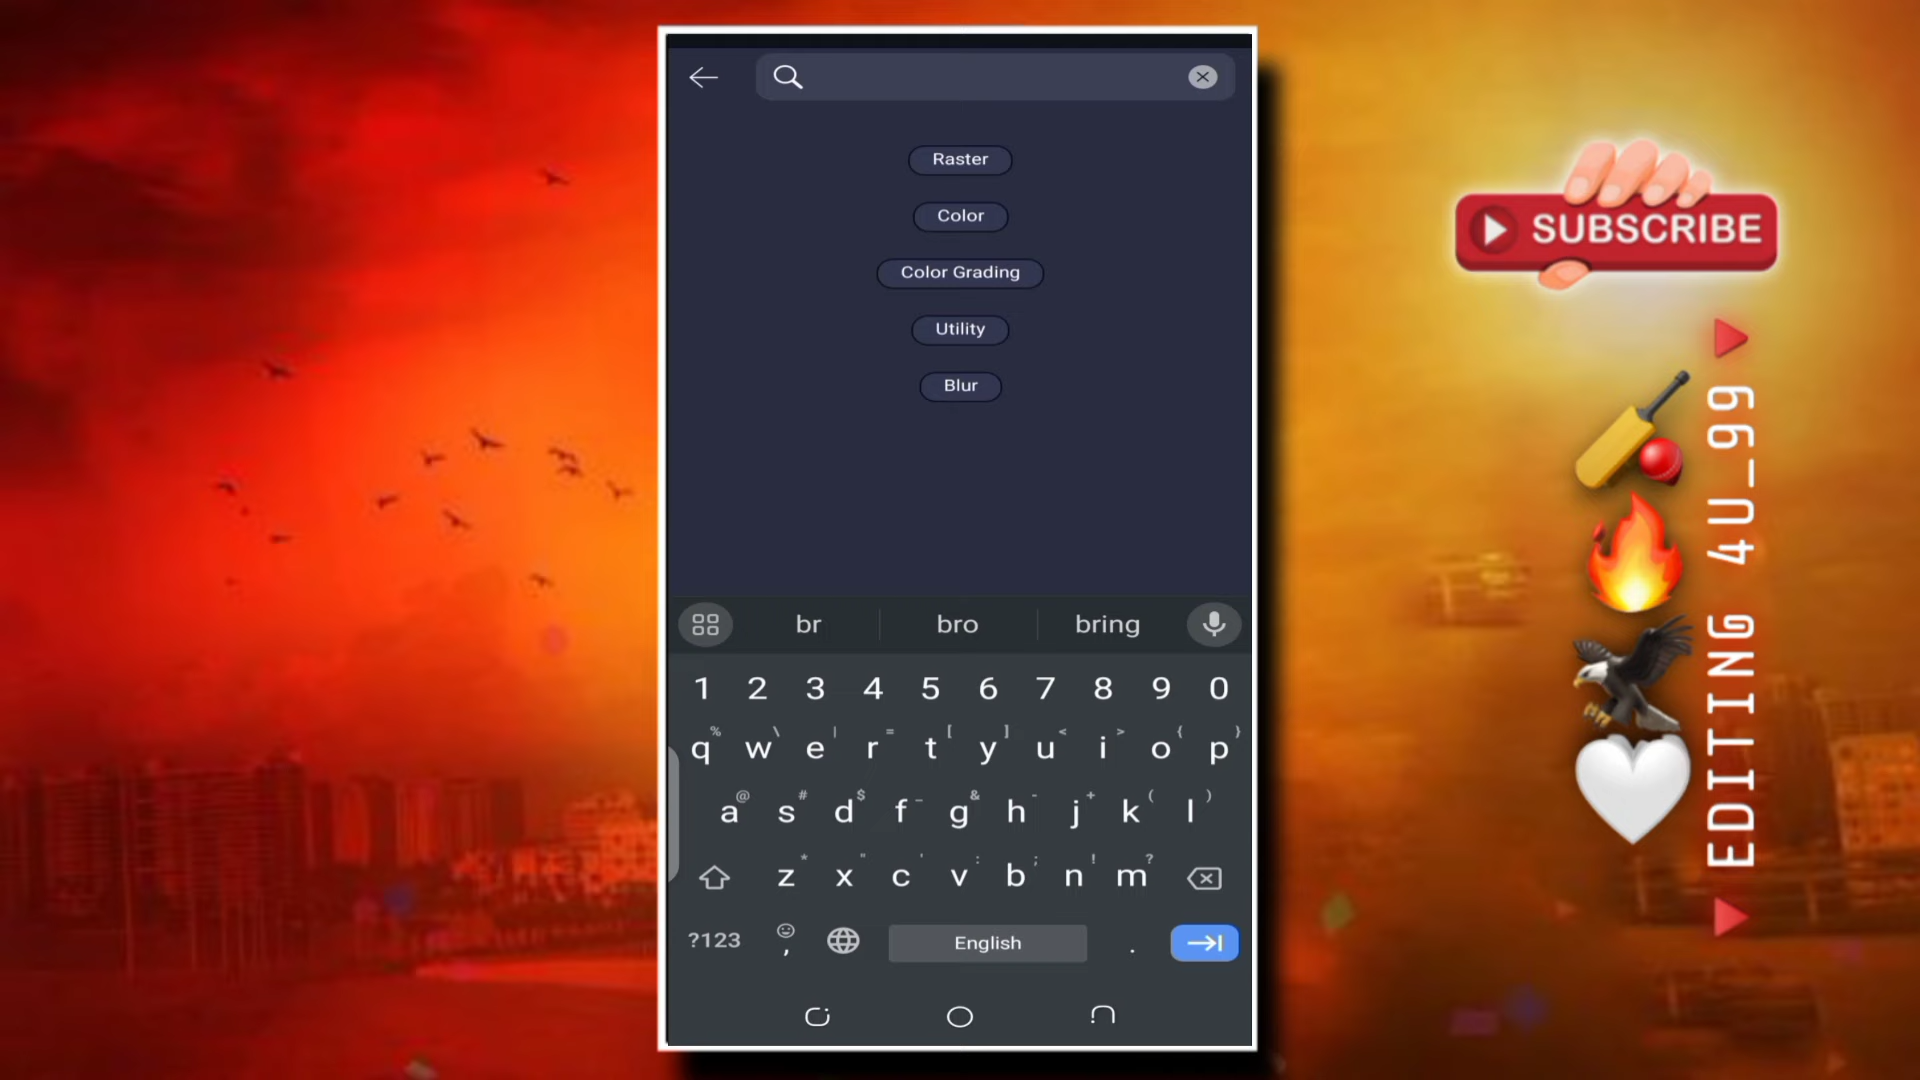 Raster
Color
Color Grading
Utility
Blur
br bro bring
1 2 3 4 5 6 7 8 9 0
% \ | = [ ] < > { }
q w e r t y u i o p
@ # $ _ & - + ( )
a s d f g h j k l
* " ' : ; ! ?
z x c v b n m
?123 , English .
SUBSCRIBE
EDITING 4U_99